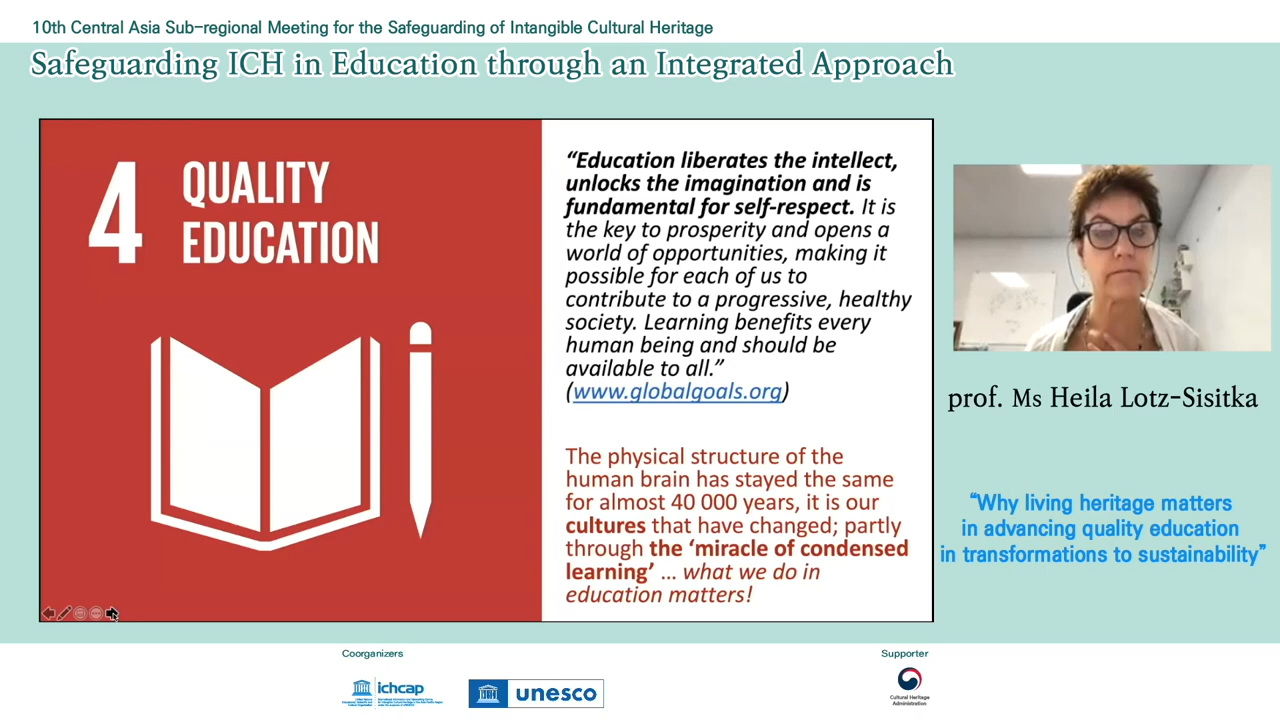 10th Central Asia Sub-regional Meeting for the Safeguarding of Intangible Cultural Heritage
Safeguarding ICH in Education through an Integrated Approach
4 QUALITY
EDUCATION
“Education liberates the intellect,
unlocks the imagination and is
fundamental for self-respect. It is
the key to prosperity and opens a
world of opportunities, making it
possible for each of us to
contribute to a progressive, healthy
society. Learning benefits every
human being and should be
available to all.”
(www.globalgoals.org)
The physical structure of the
human brain has stayed the same
for almost 40 000 years, it is our
cultures that have changed; partly
through the ‘miracle of condensed
learning’ … what we do in
education matters!
prof. Ms Heila Lotz-Sisitka
“Why living heritage matters
in advancing quality education
in transformations to sustainability”
Coorganizers
ichcap
unesco
Supporter
Cultural Heritage
Administration